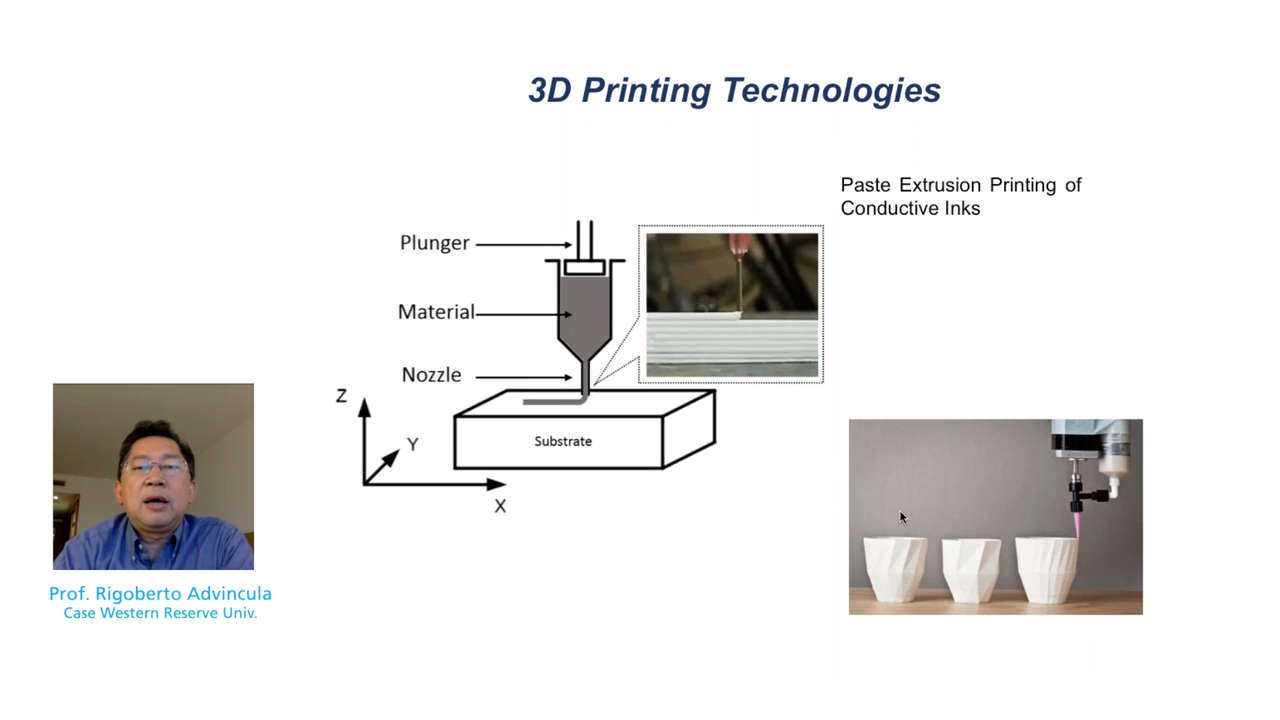 3D Printing Technologies
Paste Extrusion Printing of
Conductive Inks
Plunger
Material
Nozzle
Z
Y
Substrate
X
Prof. Rigoberto Advincula
Case Western Reserve Univ.